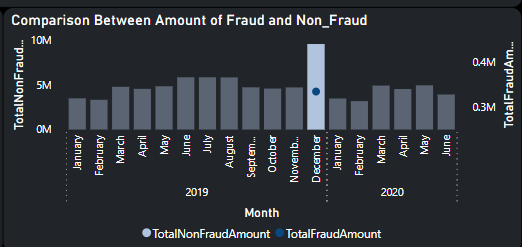 Comparison Between Amount of Fraud and Non_Fraud
TotalNonFraud...
10M
5M
0M
0.4M
0.3M
TotalFraudAm...
January
February
March
April
May
June
July
August
Septem...
October
Novemb...
December
January
February
March
April
May
June
2019
2020
Month
TotalNonFraudAmount
TotalFraudAmount